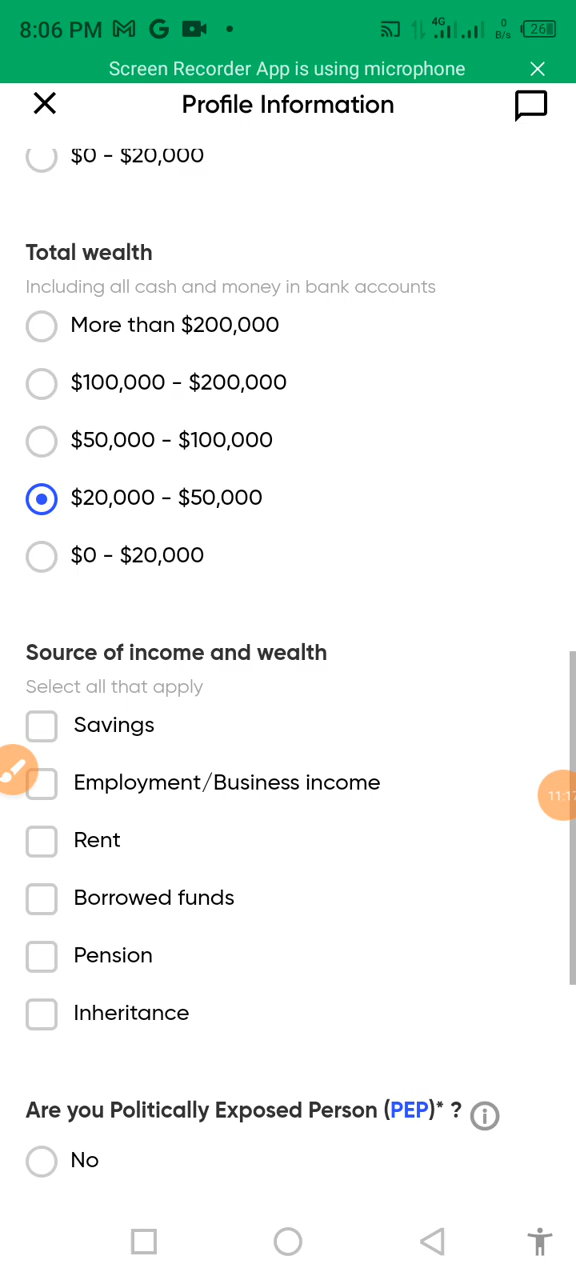 8:06 PM M G 4G 0 B/s 26
Screen Recorder App is using microphone
Profile Information
$0 - $20,000
Total wealth
Including all cash and money in bank accounts
More than $200,000
$100,000 - $200,000
$50,000 - $100,000
$20,000 - $50,000
$0 - $20,000
Source of income and wealth
Select all that apply
Savings
Employment/Business income
Rent
Borrowed funds
Pension
Inheritance
Are you Politically Exposed Person (PEP)* ?
No